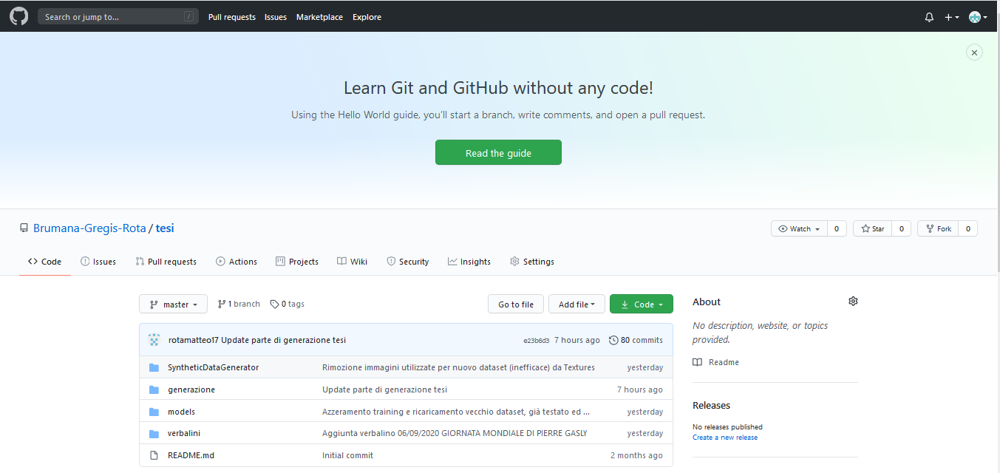 Search or jump to... /
Pull requests Issues Marketplace Explore
Learn Git and GitHub without any code!
Using the Hello World guide, you'll start a branch, write comments, and open a pull request.
Read the guide
Brumana-Gregis-Rota / tesi
Watch 0 Star 0 Fork 0
Code Issues Pull requests Actions Projects Wiki Security Insights Settings
master 1 branch 0 tags Go to file Add file Code
rotamatteo17 Update parte di generazione tesi e23b6d3 7 hours ago 80 commits
SyntheticDataGenerator Rimozione immagini utilizzate per nuovo dataset (inefficace) da Textures yesterday
generazione Update parte di generazione tesi 7 hours ago
models Azzeramento training e ricaricamento vecchio dataset, già testato ed ... yesterday
verbalini Aggiunta verbalino 06/09/2020 GIORNATA MONDIALE DI PIERRE GASLY yesterday
README.md Initial commit 2 months ago
About
No description, website, or topics
provided.
Readme
Releases
No releases published
Create a new release